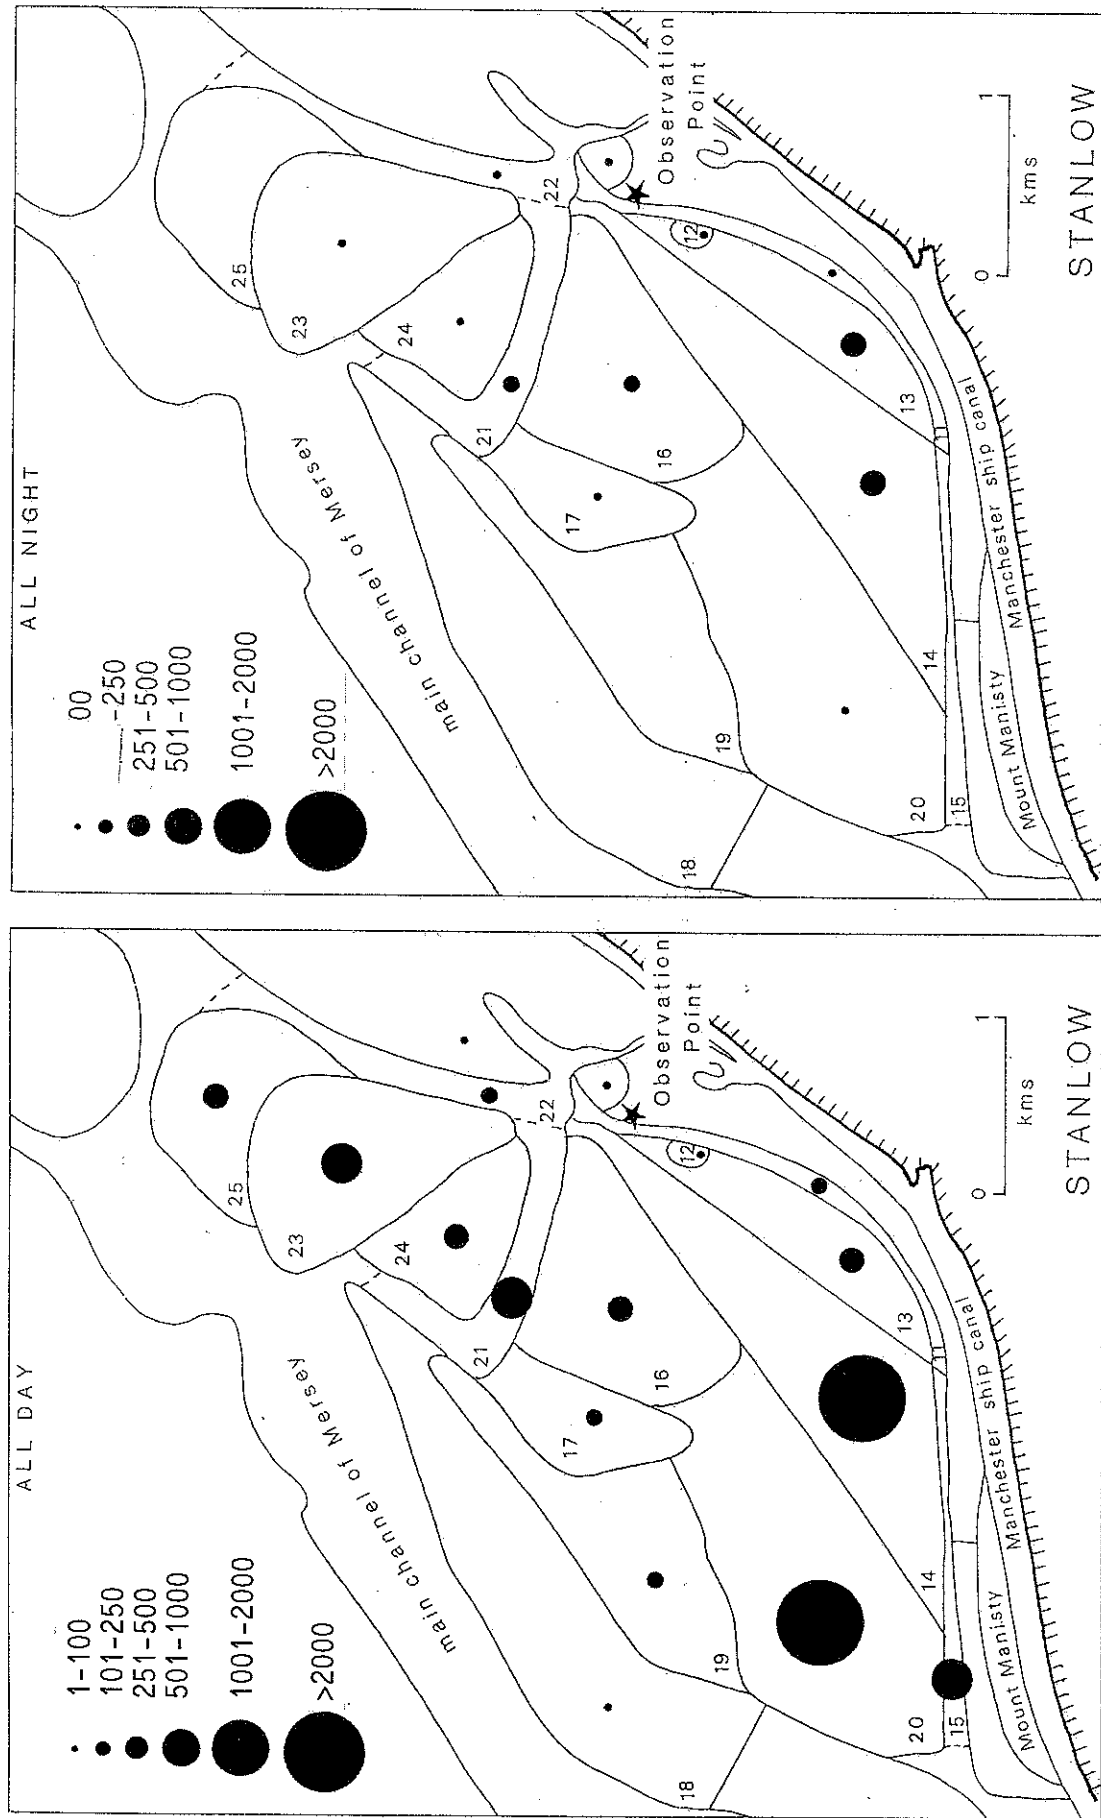 ALL NIGHT
00
-250
251-500
501-1000
1001-2000
>2000
main channel of Mersey
25
23
24
22
21
17
16
12
Observation
Point
13
11
14
19
20
18
15
Mount Manisty
Manchester ship canal
0 1
kms
STANLOW
ALL DAY
1-100
101-250
251-500
501-1000
1001-2000
>2000
main channel of Mersey
25
23
24
22
21
17
16
12
Observation
Point
13
11
14
19
20
18
15
Mount Manisty
Manchester ship canal
0 1
kms
STANLOW